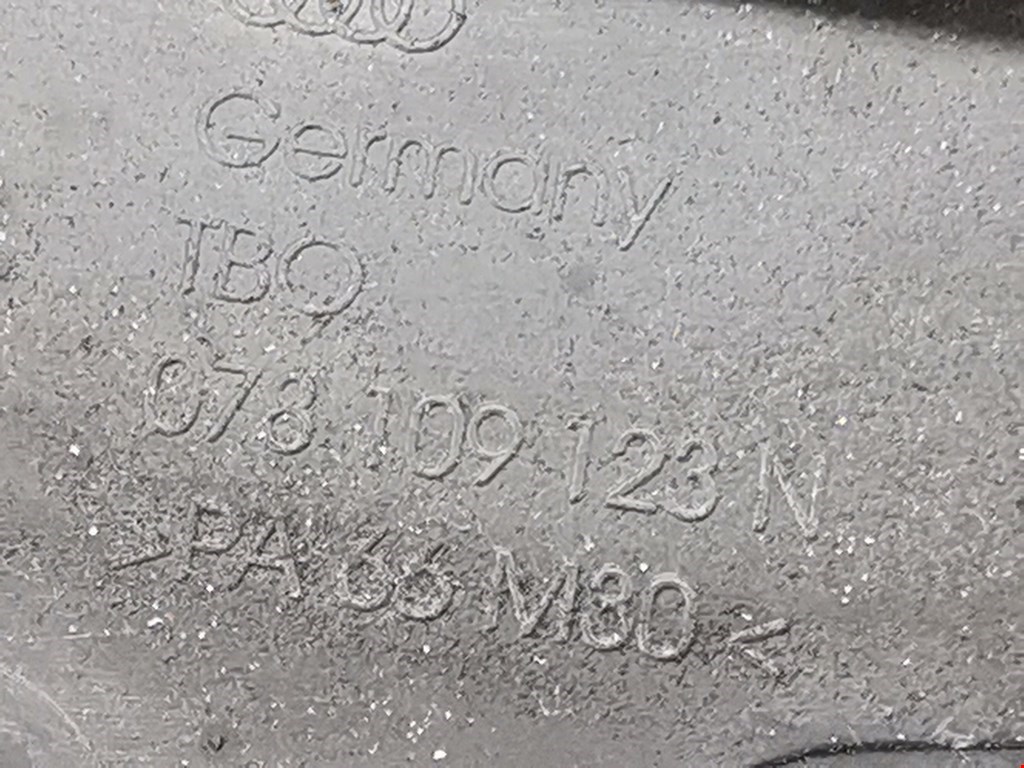 Germany
TBO
078 109 123 N
>PA 66 M30<